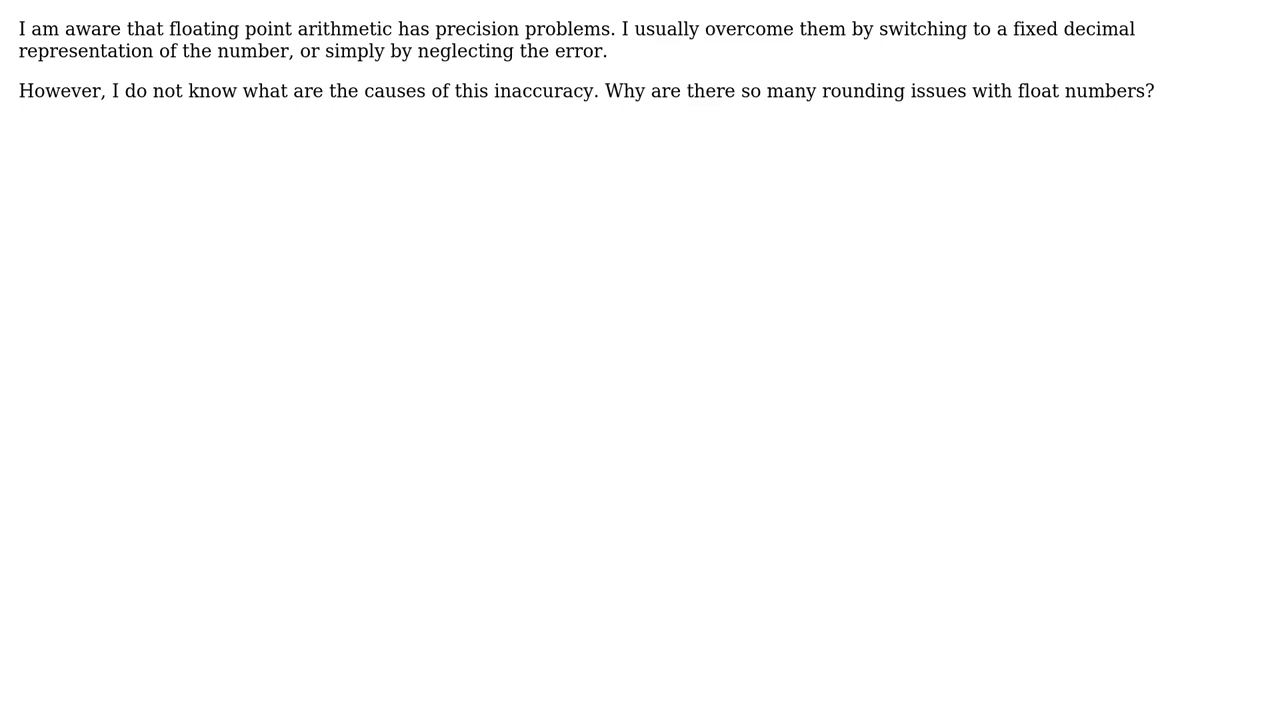 I am aware that floating point arithmetic has precision problems. I usually overcome them by switching to a fixed decimal
representation of the number, or simply by neglecting the error.
However, I do not know what are the causes of this inaccuracy. Why are there so many rounding issues with float numbers?